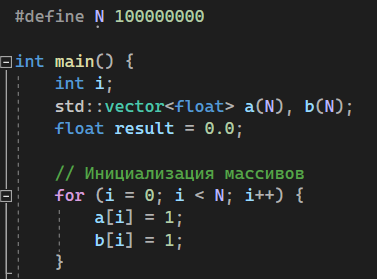 #define N 100000000
int main() {
int i;
std::vector<float> a(N), b(N);
float result = 0.0;
// Инициализация массивов
for (i = 0; i < N; i++) {
a[i] = 1;
b[i] = 1;
}